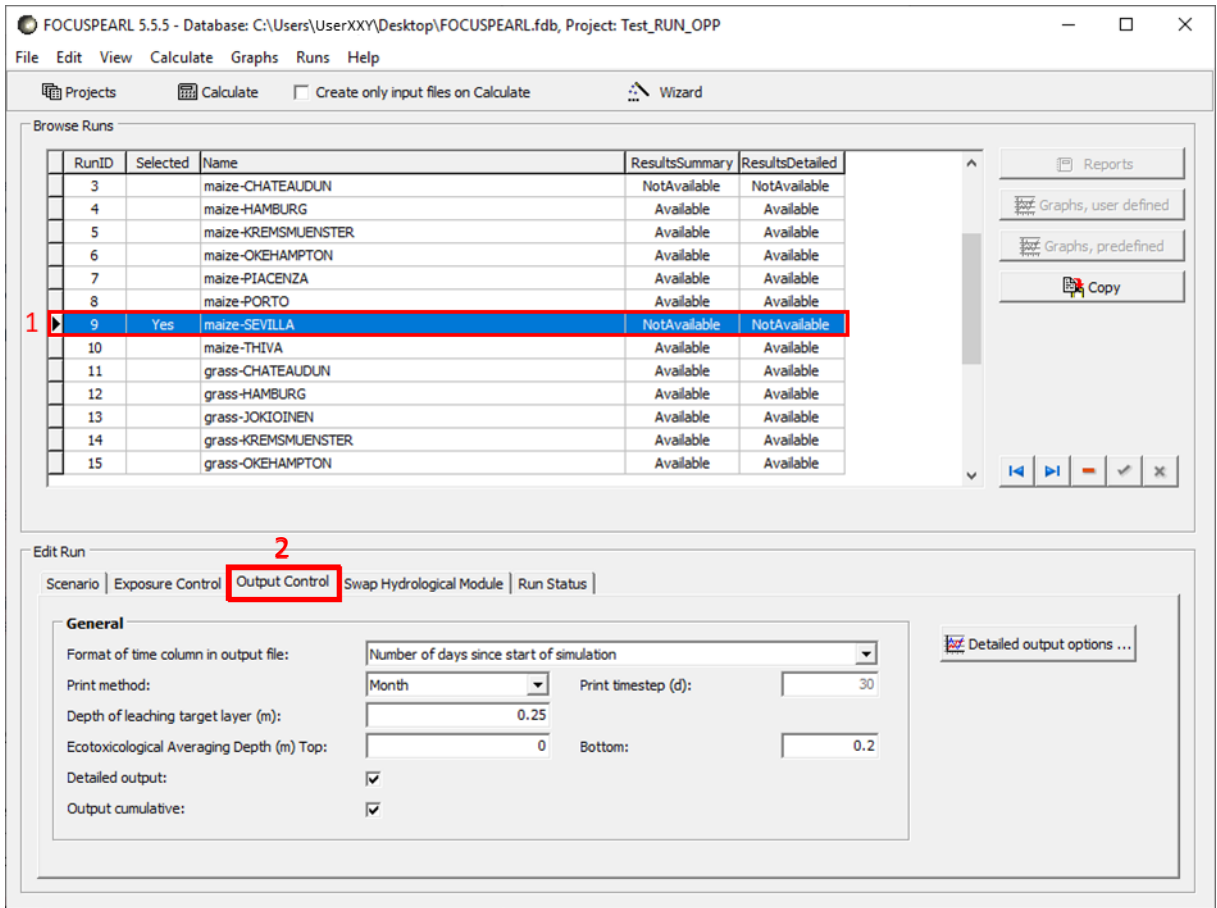 FOCUSPEARL 5.5.5 - Database: C:\Users\UserXXY\Desktop\FOCUSPEARL.fdb, Project: Test_RUN_OPP
File Edit View Calculate Graphs Runs Help
Projects Calculate Create only input files on Calculate Wizard
Browse Runs
RunID Selected Name ResultsSummary ResultsDetailed
3 maize-CHATEAUDUN NotAvailable NotAvailable
4 maize-HAMBURG Available Available
5 maize-KREMSMUENSTER Available Available
6 maize-OKEHAMPTON Available Available
7 maize-PIACENZA Available Available
8 maize-PORTO Available Available
1 9 Yes maize-SEVILLA NotAvailable NotAvailable
10 maize-THIVA Available Available
11 grass-CHATEAUDUN Available Available
12 grass-HAMBURG Available Available
13 grass-JOKIOINEN Available Available
14 grass-KREMSMUENSTER Available Available
15 grass-OKEHAMPTON Available Available
Reports
Graphs, user defined
Graphs, predefined
Copy
Edit Run
2
Scenario Exposure Control Output Control Swap Hydrological Module Run Status
General
Format of time column in output file: Number of days since start of simulation
Print method: Month Print timestep (d): 30
Depth of leaching target layer (m): 0.25
Ecotoxicological Averaging Depth (m) Top: 0 Bottom: 0.2
Detailed output:
Output cumulative:
Detailed output options ...